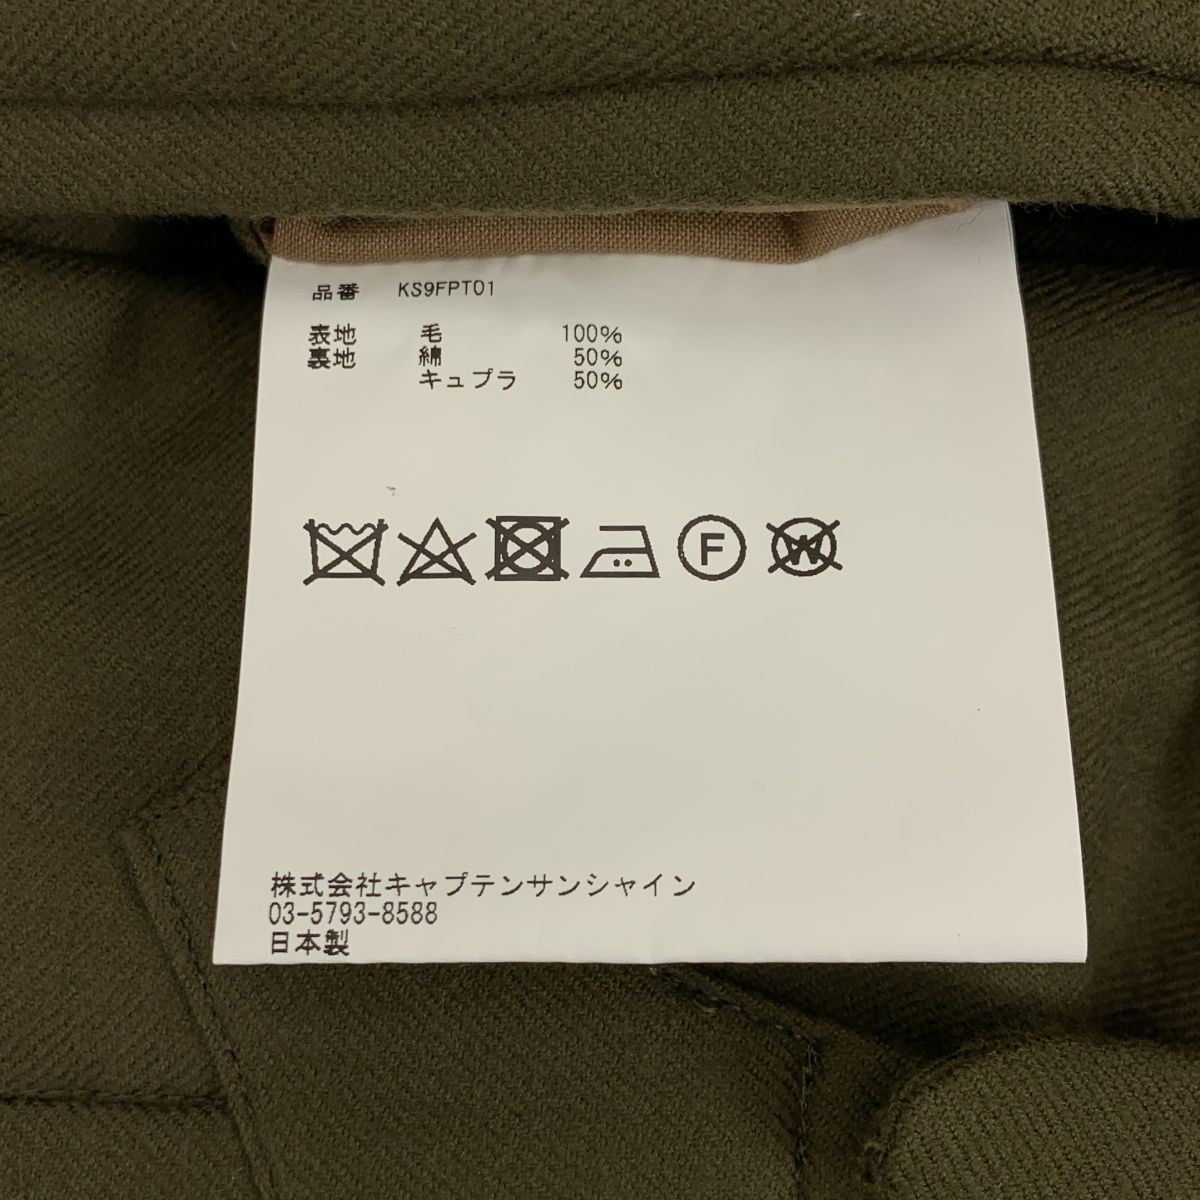 品番 KS9FPT01
表地 毛 100%
裏地 綿 50%
キュプラ 50%
F W
株式会社キャプテンサンシャイン
03-5793-8588
日本製